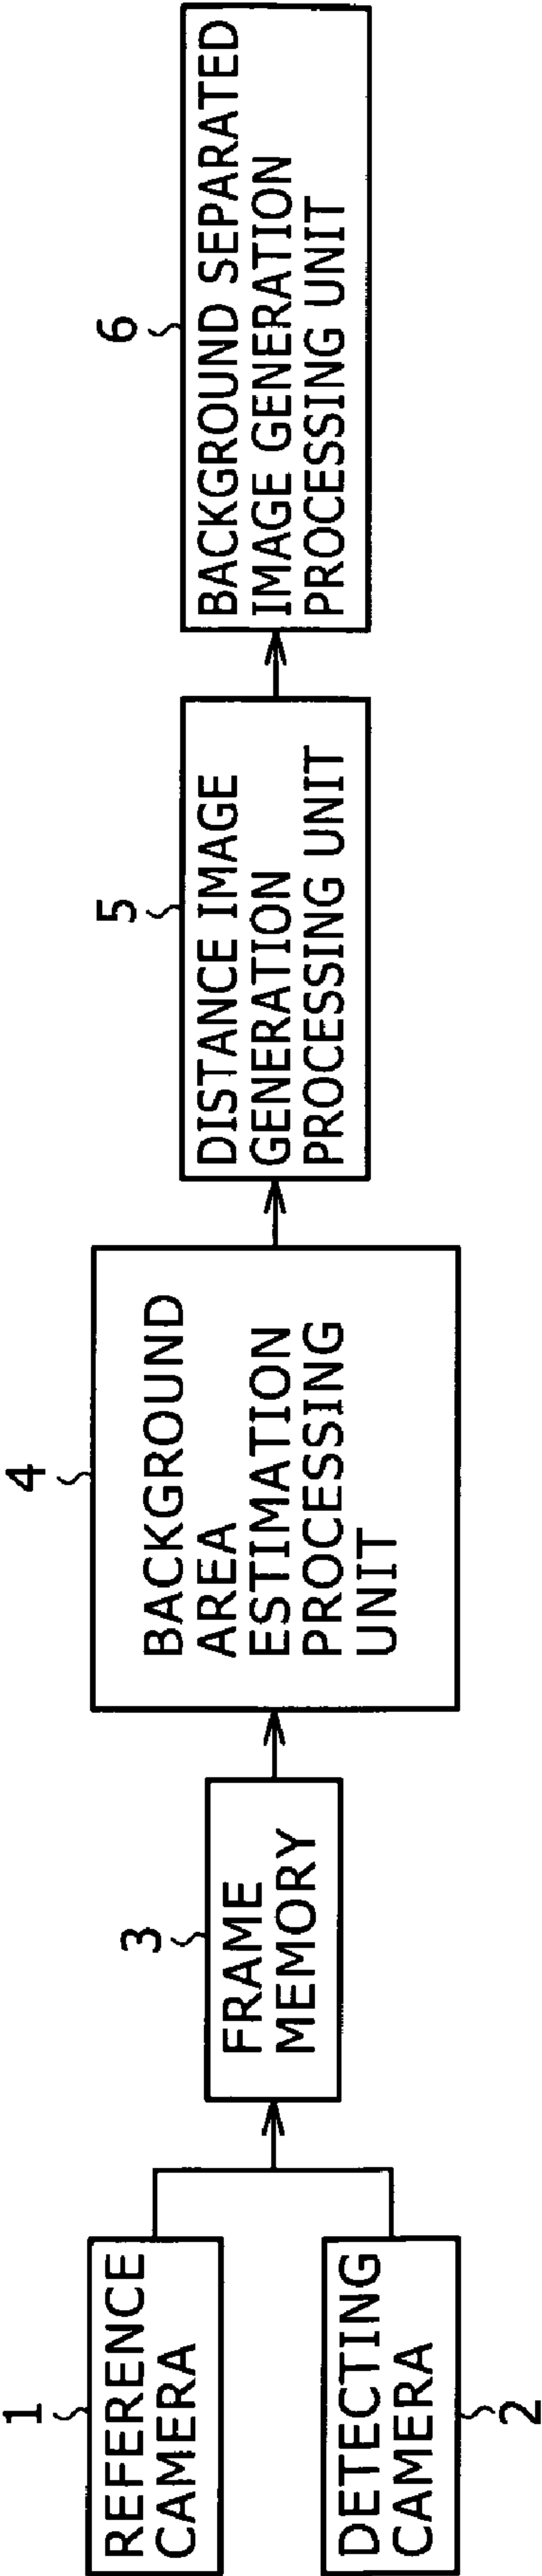 1
REFERENCE
CAMERA
DETECTING
CAMERA
2
3
FRAME
MEMORY
4
BACKGROUND
AREA
ESTIMATION
PROCESSING
UNIT
5
DISTANCE IMAGE
GENERATION
PROCESSING UNIT
6
BACKGROUND SEPARATED
IMAGE GENERATION
PROCESSING UNIT